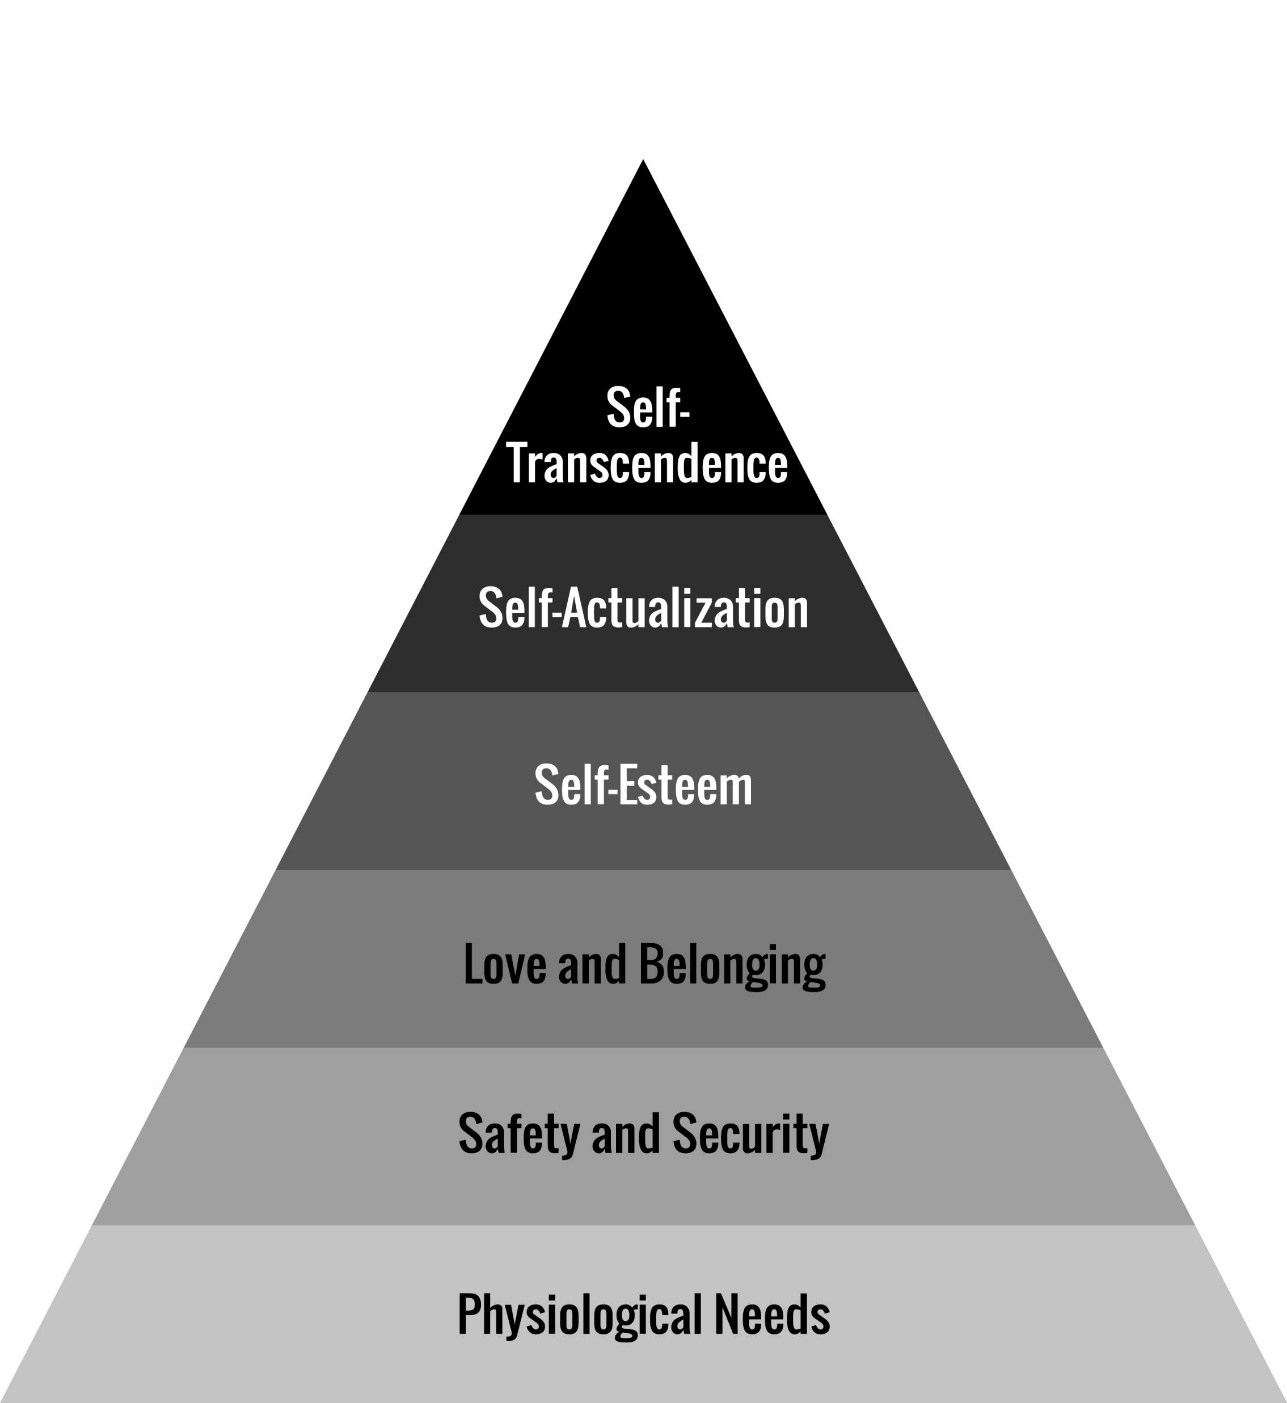 Self-
Transcendence
Self-Actualization
Self-Esteem
Love and Belonging
Safety and Security
Physiological Needs